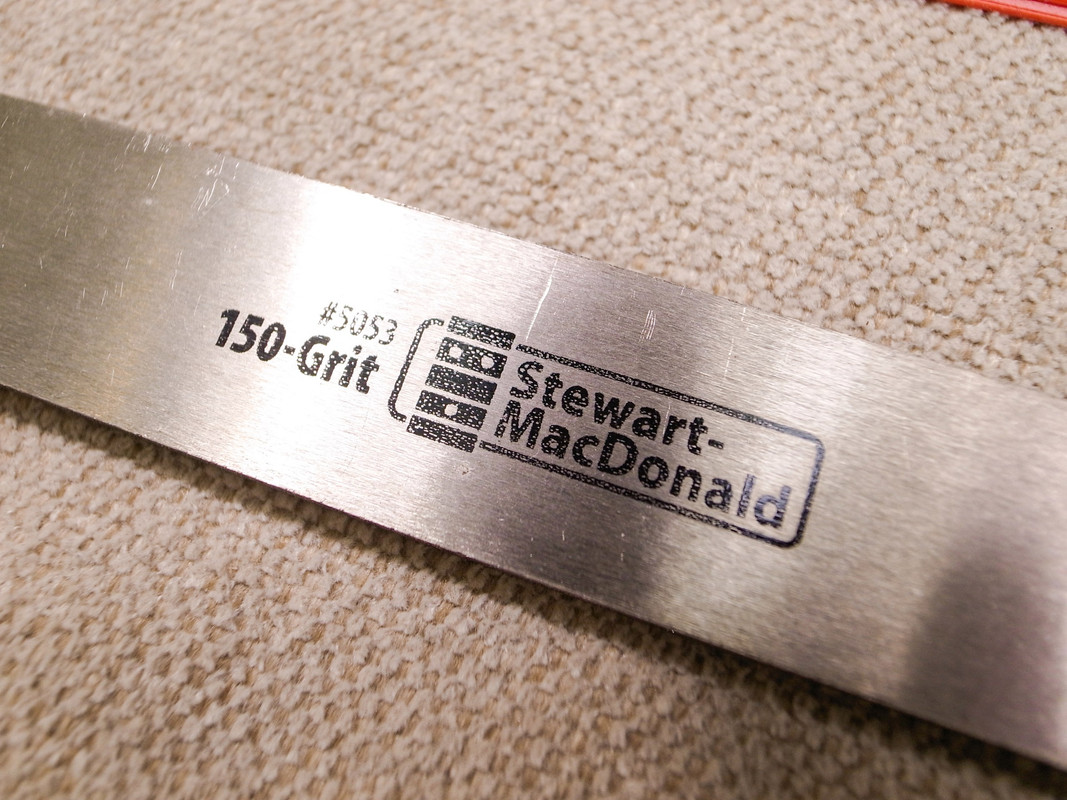 #5053
150-Grit
Stewart-
MacDonald